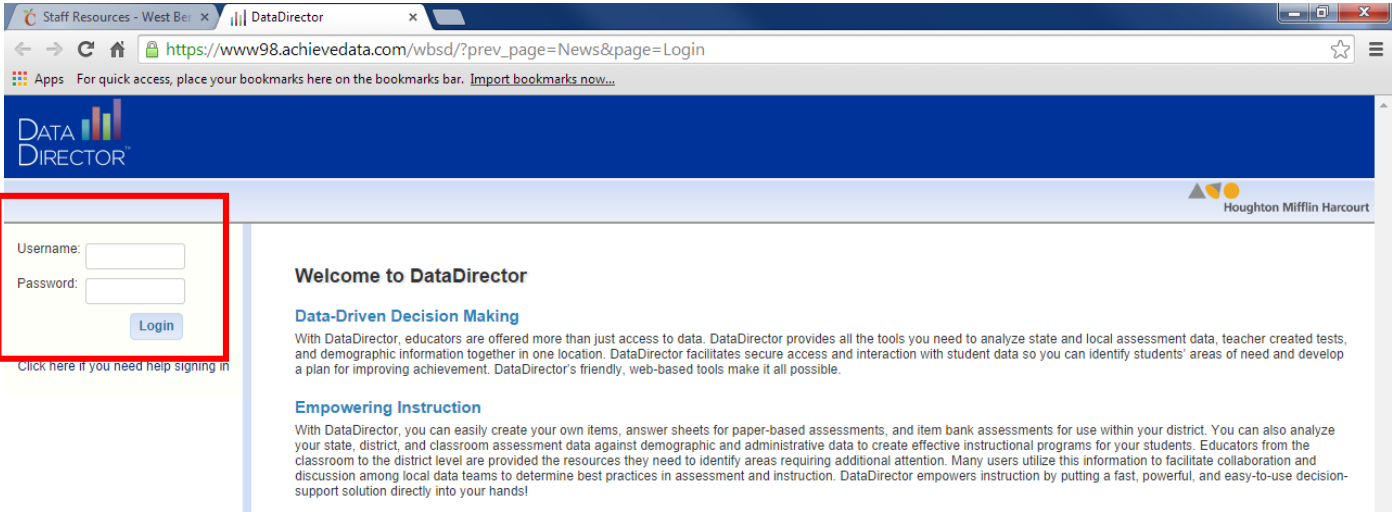 Staff Resources - West Ber
DataDirector
https://www98.achievedata.com/wbsd/?prev_page=News&page=Login
Apps For quick access, place your bookmarks here on the bookmarks bar. Import bookmarks now...
DATA
DIRECTOR™
Houghton Mifflin Harcourt
Username:
Password:
Login
Click here if you need help signing in
Welcome to DataDirector
Data-Driven Decision Making
With DataDirector, educators are offered more than just access to data. DataDirector provides all the tools you need to analyze state and local assessment data, teacher created tests,
and demographic information together in one location. DataDirector facilitates secure access and interaction with student data so you can identify students' areas of need and develop
a plan for improving achievement. DataDirector's friendly, web-based tools make it all possible.
Empowering Instruction
With DataDirector, you can easily create your own items, answer sheets for paper-based assessments, and item bank assessments for use within your district. You can also analyze
your state, district, and classroom assessment data against demographic and administrative data to create effective instructional programs for your students. Educators from the
classroom to the district level are provided the resources they need to identify areas requiring additional attention. Many users utilize this information to facilitate collaboration and
discussion among local data teams to determine best practices in assessment and instruction. DataDirector empowers instruction by putting a fast, powerful, and easy-to-use decision-
support solution directly into your hands!